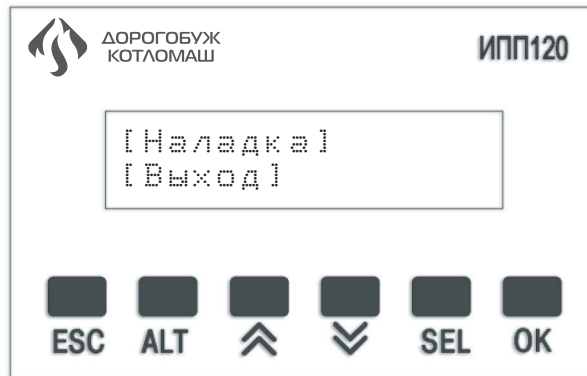 ДОРОГОБУЖ
КОТЛОМАШ
ИПП120
[Наладка]
[Выход]
ESC ALT SEL OK